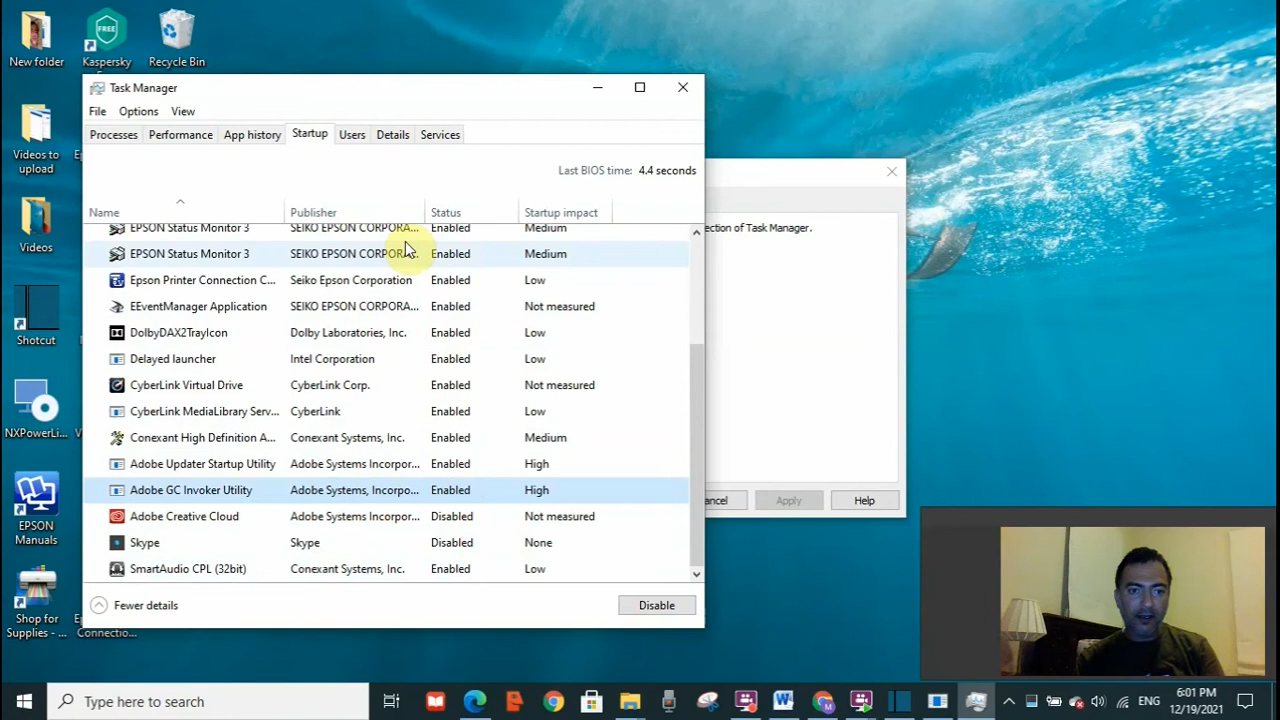 New folder
Kaspersky
Recycle Bin
FREE
Videos to
upload
Videos
Shotcut
NXPowerLi...
EPSON
Manuals
Shop for
Supplies - ...
Connectio...
Task Manager
File Options View
Processes Performance App history Startup Users Details Services
Last BIOS time: 4.4 seconds
Name Publisher Status Startup impact
EPSON Status Monitor 3 SEIKO EPSON CORPORA... Enabled Medium
EPSON Status Monitor 3 SEIKO EPSON CORPORA... Enabled Medium
Epson Printer Connection C... Seiko Epson Corporation Enabled Low
EEventManager Application SEIKO EPSON CORPORA... Enabled Not measured
DolbyDAX2TrayIcon Dolby Laboratories, Inc. Enabled Low
Delayed launcher Intel Corporation Enabled Low
CyberLink Virtual Drive CyberLink Corp. Enabled Not measured
CyberLink MediaLibrary Serv... CyberLink Enabled Low
Conexant High Definition A... Conexant Systems, Inc. Enabled Medium
Adobe Updater Startup Utility Adobe Systems Incorpor... Enabled High
Adobe GC Invoker Utility Adobe Systems, Incorpo... Enabled High
Adobe Creative Cloud Adobe Systems Incorpor... Disabled Not measured
Skype Skype Disabled None
SmartAudio CPL (32bit) Conexant Systems, Inc. Enabled Low
Fewer details Disable
ection of Task Manager.
ancel Apply Help
Type here to search
ENG
6:01 PM
12/19/2021